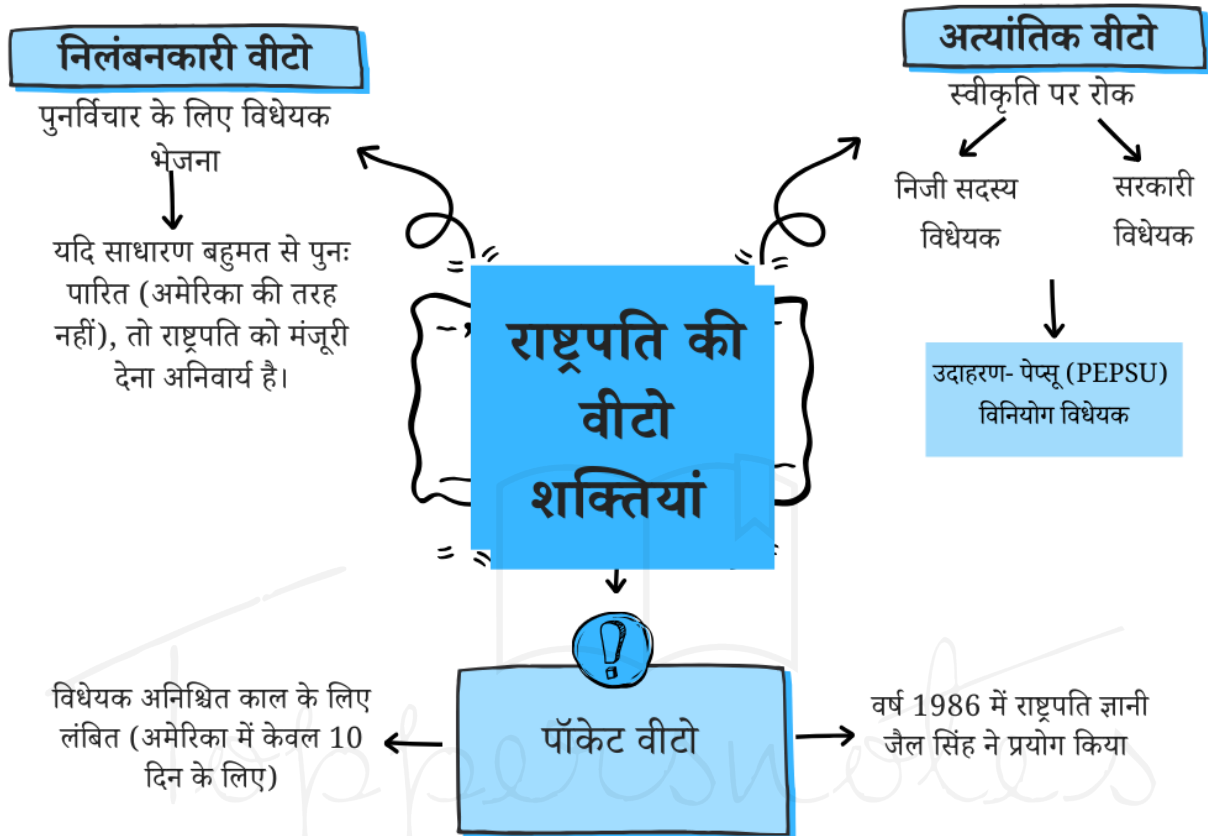 निलंबनकारी वीटो
पुनर्विचार के लिए विधेयक
भेजना
यदि साधारण बहुमत से पुनः
पारित (अमेरिका की तरह
नहीं), तो राष्ट्रपति को मंजूरी
देना अनिवार्य है।
अत्यांतिक वीटो
स्वीकृति पर रोक
निजी सदस्य
विधेयक
सरकारी
विधेयक
उदाहरण- पेप्सू (PEPSU)
विनियोग विधेयक
राष्ट्रपति की
वीटो
शक्तियां
पॉकेट वीटो
विधेयक अनिश्चित काल के लिए
लंबित (अमेरिका में केवल 10
दिन के लिए)
वर्ष 1986 में राष्ट्रपति ज्ञानी
जैल सिंह ने प्रयोग किया
Toppersnotes